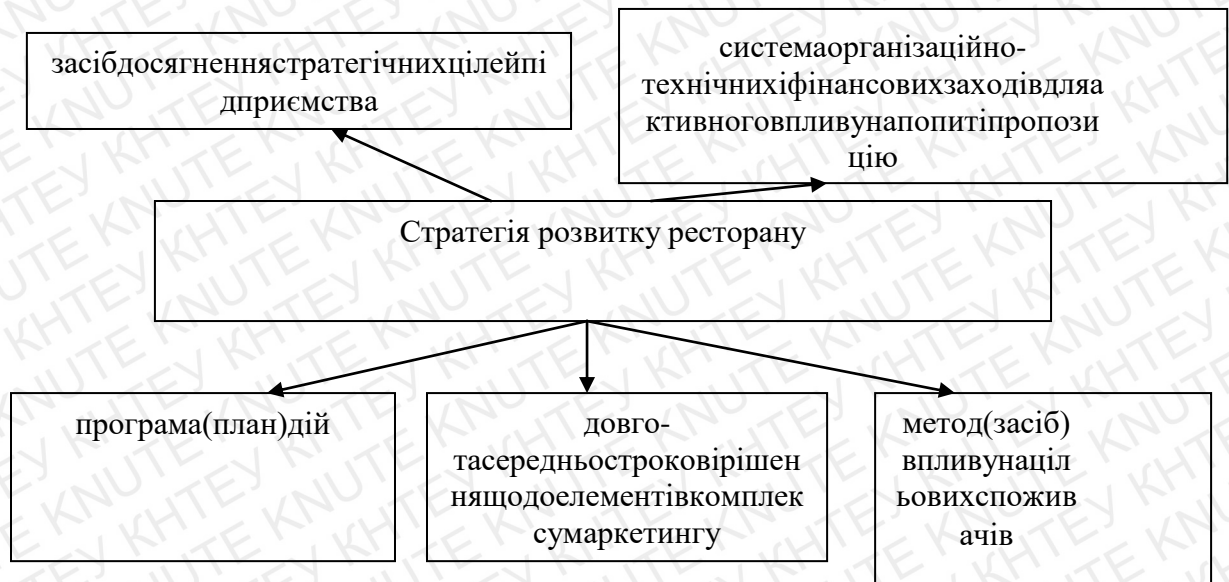 засібдосягненнястратегічнихцілейпі
дприємства
системаорганізаційно-
технічнихіфінансовихзаходівдляа
ктивноговпливунапопитіпропози
цію
Стратегія розвитку ресторану
програма(план)дій
довго-
тасередньостроковірішен
нящодоелементівкомплек
сумаркетингу
метод(засіб)
впливунаціл
ьовихспожив
ачів